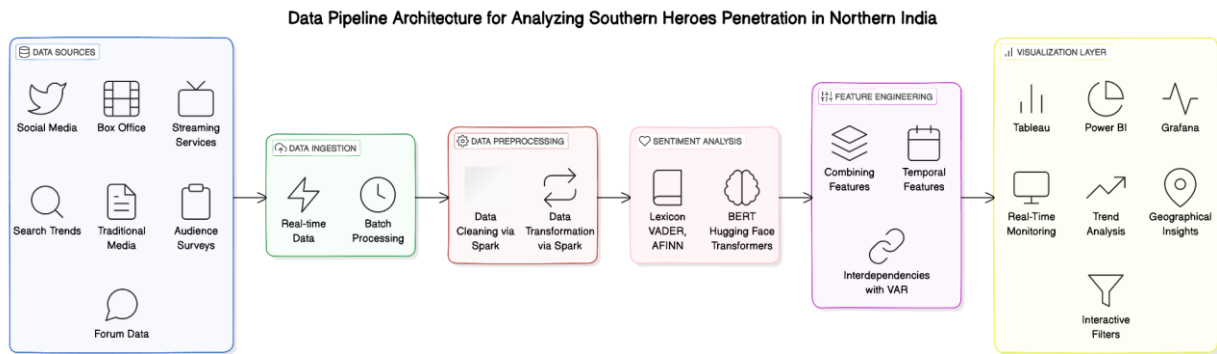 Data Pipeline Architecture for Analyzing Southern Heroes Penetration in Northern India
DATA SOURCES
Social Media
Box Office
Streaming
Services
Search Trends
Traditional
Media
Audience
Surveys
Forum Data
DATA INGESTION
Real-time
Data
Batch
Processing
DATA PREPROCESSING
Data
Cleaning via
Spark
Data
Transformation
via Spark
SENTIMENT ANALYSIS
Lexicon
VADER,
AFINN
BERT
Hugging Face
Transformers
FEATURE ENGINEERING
Combining
Features
Temporal
Features
Interdependencies
with VAR
VISUALIZATION LAYER
Tableau
Power BI
Grafana
Real-Time
Monitoring
Trend
Analysis
Geographical
Insights
Interactive
Filters